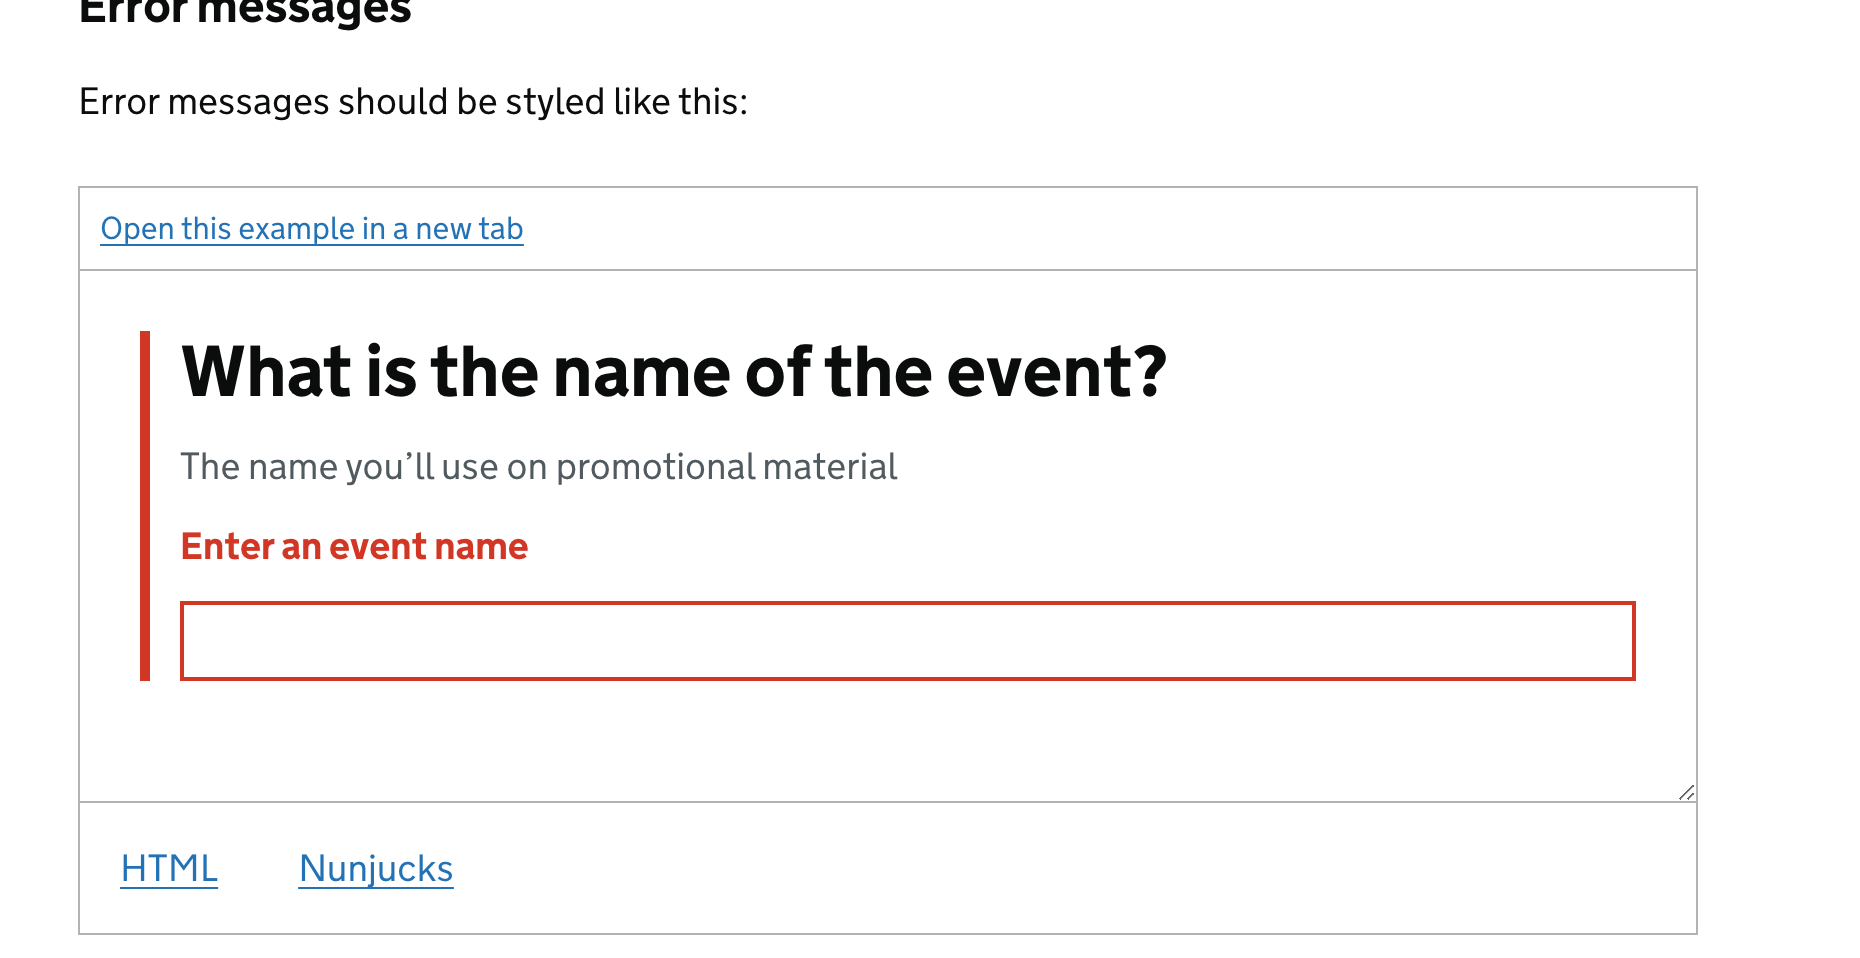 Error messages
Error messages should be styled like this:
Open this example in a new tab
What is the name of the event?
The name you’ll use on promotional material
Enter an event name
HTML
Nunjucks